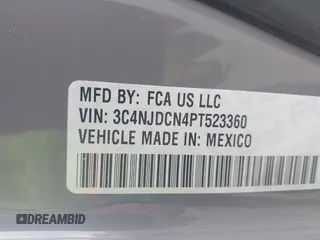 MFD BY: FCA US LLC
VIN: 3C4NJDCN4PT523360
VEHICLE MADE IN: MEXICO
DREAMBID